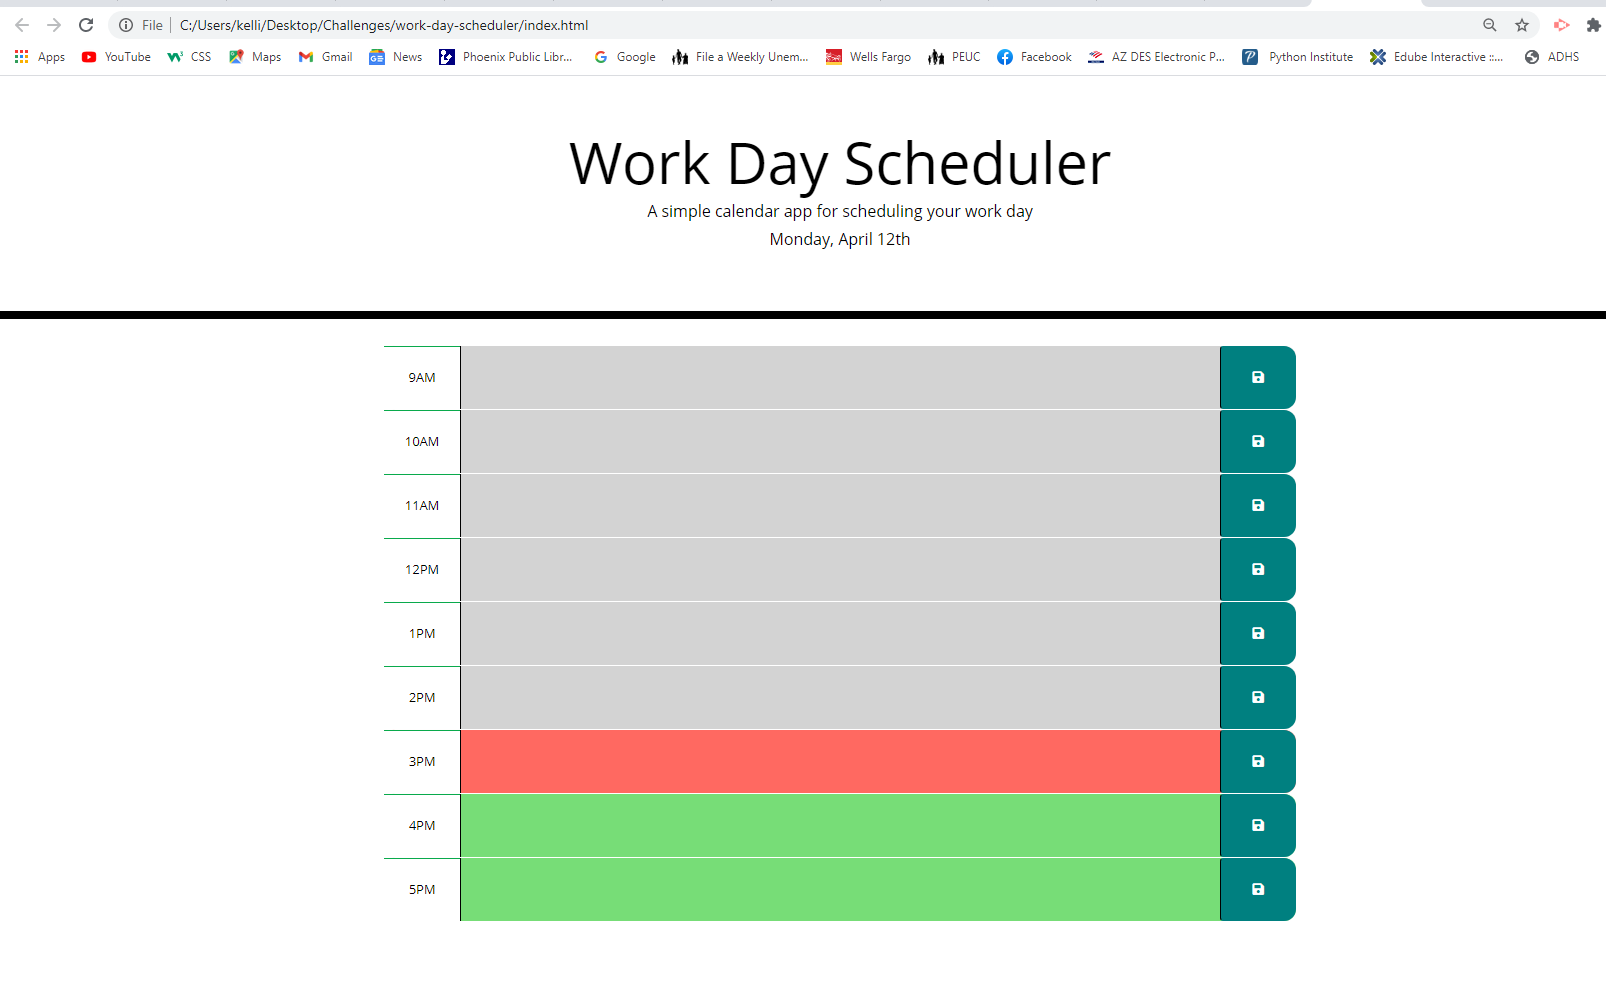 File | C:/Users/kelli/Desktop/Challenges/work-day-scheduler/index.html
Apps YouTube CSS Maps Gmail News Phoenix Public Libr... Google File a Weekly Unem... Wells Fargo PEUC Facebook AZ DES Electronic P... Python Institute Edube Interactive ::... ADHS
Work Day Scheduler
A simple calendar app for scheduling your work day
Monday, April 12th
9AM
10AM
11AM
12PM
1PM
2PM
3PM
4PM
5PM